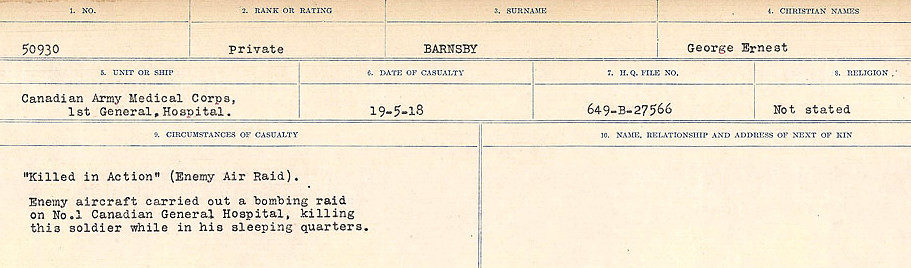 1. NO. 2. RANK OR RATING 3. SURNAME 4. CHRISTIAN NAMES
50930 Private BARNSBY George Ernest
5. UNIT OR SHIP 6. DATE OF CASUALTY 7. H.Q. FILE NO. 8. RELIGION
Canadian Army Medical Corps,
1st General,Hospital. 19-5-18 649-B-27566 Not stated
9. CIRCUMSTANCES OF CASUALTY 10. NAME, RELATIONSHIP AND ADDRESS OF NEXT OF KIN
"Killed in Action" (Enemy Air Raid).
Enemy aircraft carried out a bombing raid
on No.1 Canadian General Hospital, killing
this soldier while in his sleeping quarters.